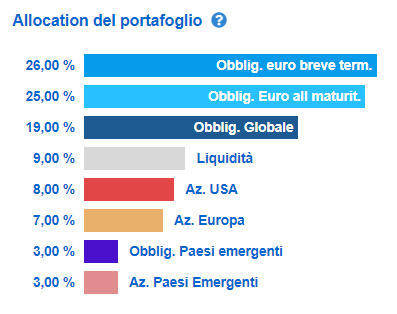 Allocation del portafoglio ?
26,00 % Obblig. euro breve term.
25,00 % Obblig. Euro all maturit.
19,00 % Obblig. Globale
9,00 % Liquidità
8,00 % Az. USA
7,00 % Az. Europa
3,00 % Obblig. Paesi emergenti
3,00 % Az. Paesi Emergenti